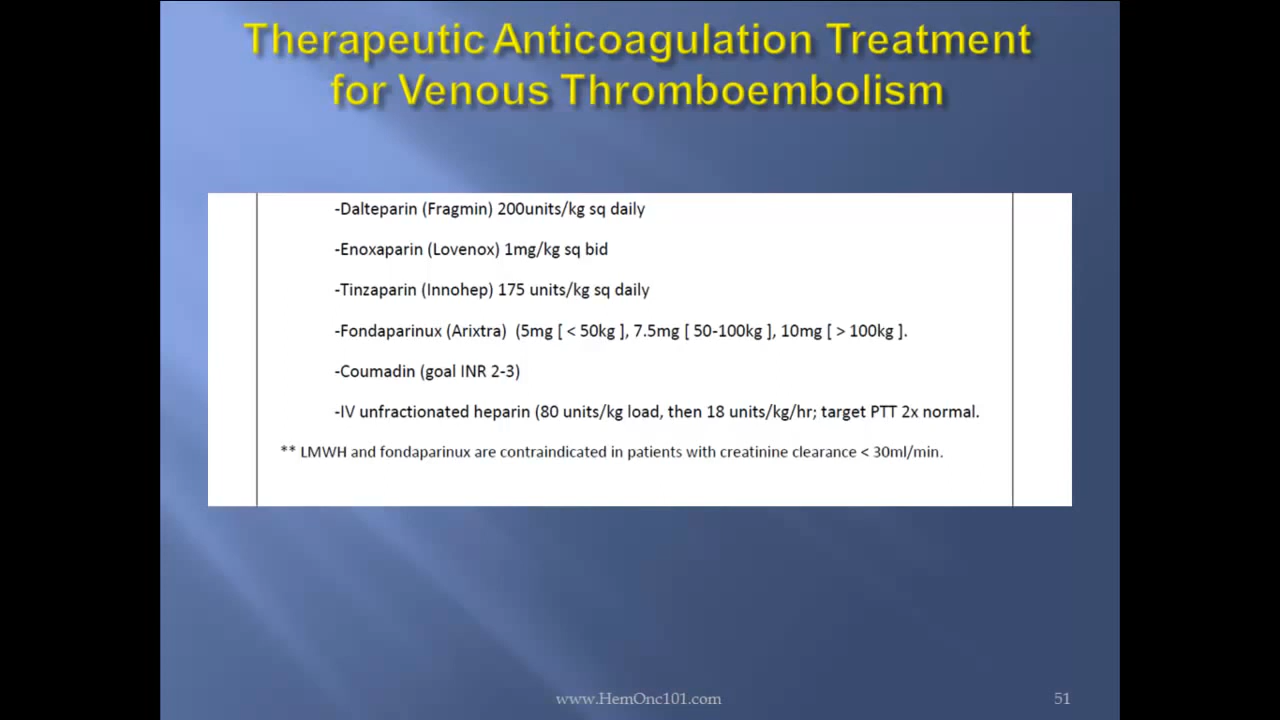 Therapeutic Anticoagulation Treatment
for Venous Thromboembolism
-Dalteparin (Fragmin) 200units/kg sq daily
-Enoxaparin (Lovenox) 1mg/kg sq bid
-Tinzaparin (Innohep) 175 units/kg sq daily
-Fondaparinux (Arixtra)  (5mg [ < 50kg ], 7.5mg [ 50-100kg ], 10mg [ > 100kg ].
-Coumadin (goal INR 2-3)
-IV unfractionated heparin (80 units/kg load, then 18 units/kg/hr; target PTT 2x normal.
** LMWH and fondaparinux are contraindicated in patients with creatinine clearance < 30ml/min.
www.HemOnc101.com
51